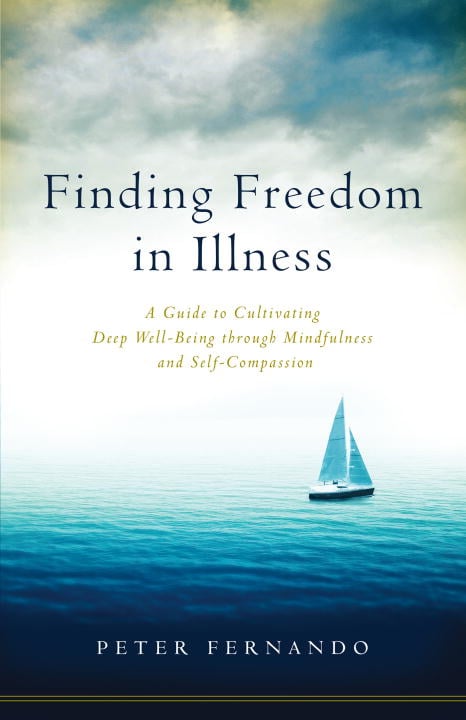 Finding Freedom
in Illness
A Guide to Cultivating
Deep Well-Being through Mindfulness
and Self-Compassion
PETER FERNANDO